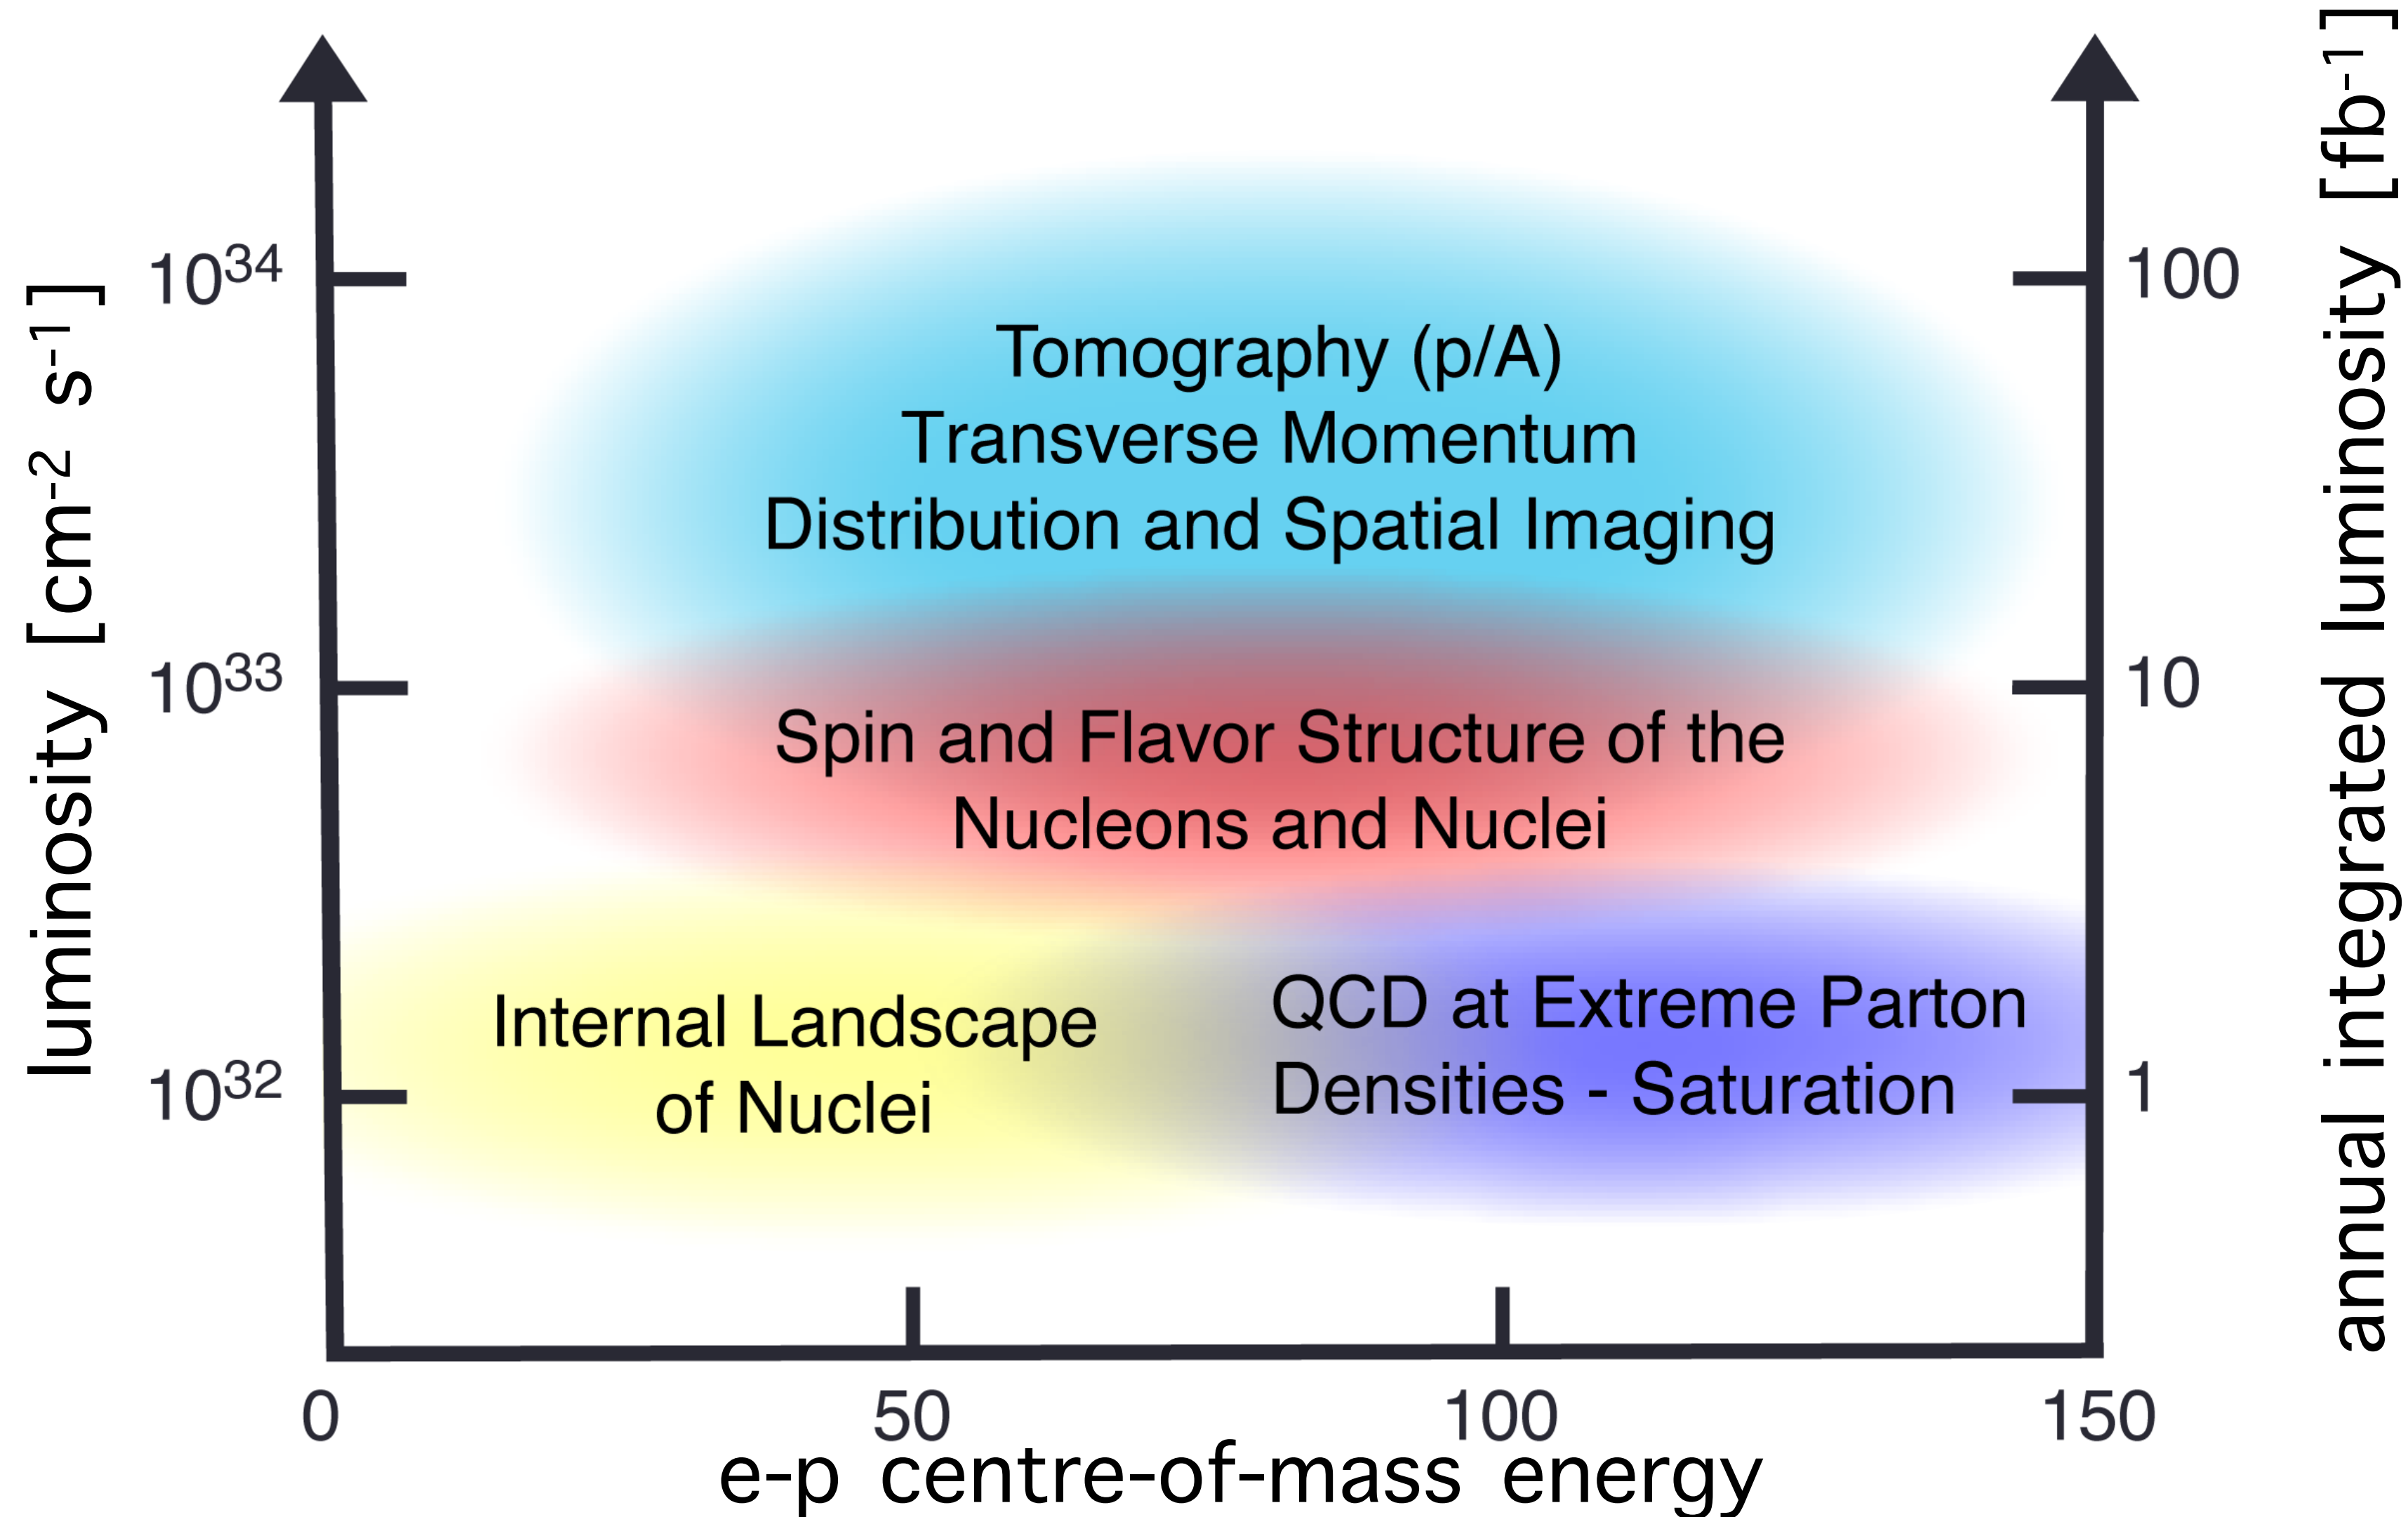 luminosity [cm-2 s-1]
annual integrated luminosity [fb-1]
10³⁴
100
Tomography (p/A)
Transverse Momentum
Distribution and Spatial Imaging
10³³
10
Spin and Flavor Structure of the
Nucleons and Nuclei
Internal Landscape
of Nuclei
QCD at Extreme Parton
Densities - Saturation
10³²
1
0 50 100 150
e-p centre-of-mass energy